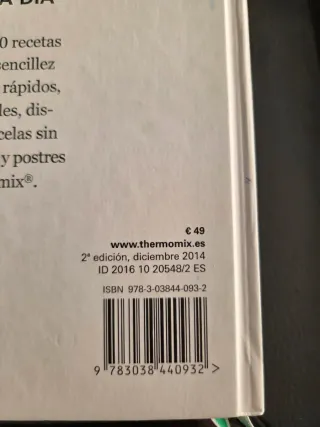 A DÍA
0 recetas
sencillez
rápidos,
les, dis-
celas sin
y postres
mix®.
€ 49
www.thermomix.es
2ª edición, diciembre 2014
ID 2016 10 20548/2 ES
ISBN 978-3-03844-093-2
9 783038 440932 >